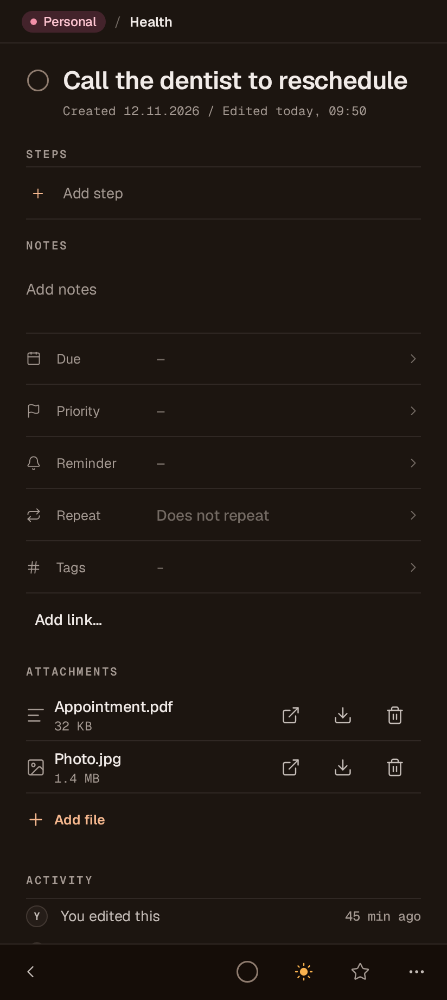 Personal / Health
Call the dentist to reschedule
Created 12.11.2026 / Edited today, 09:50
STEPS
+ Add step
NOTES
Add notes
Due –
Priority –
Reminder –
Repeat Does not repeat
# Tags –
Add link…
ATTACHMENTS
Appointment.pdf
32 KB
Photo.jpg
1.4 MB
+ Add file
ACTIVITY
Y You edited this 45 min ago